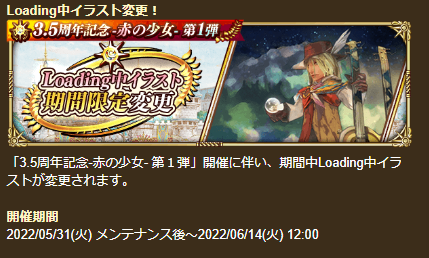 Loading中イラスト変更！
3.5周年記念-赤の少女- 第1弾
Loading中イラスト
期間限定変更
「3.5周年記念-赤の少女- 第１弾」開催に伴い、期間中Loading中イラ
ストが変更されます。
開催期間
2022/05/31(火) メンテナンス後～2022/06/14(火) 12:00